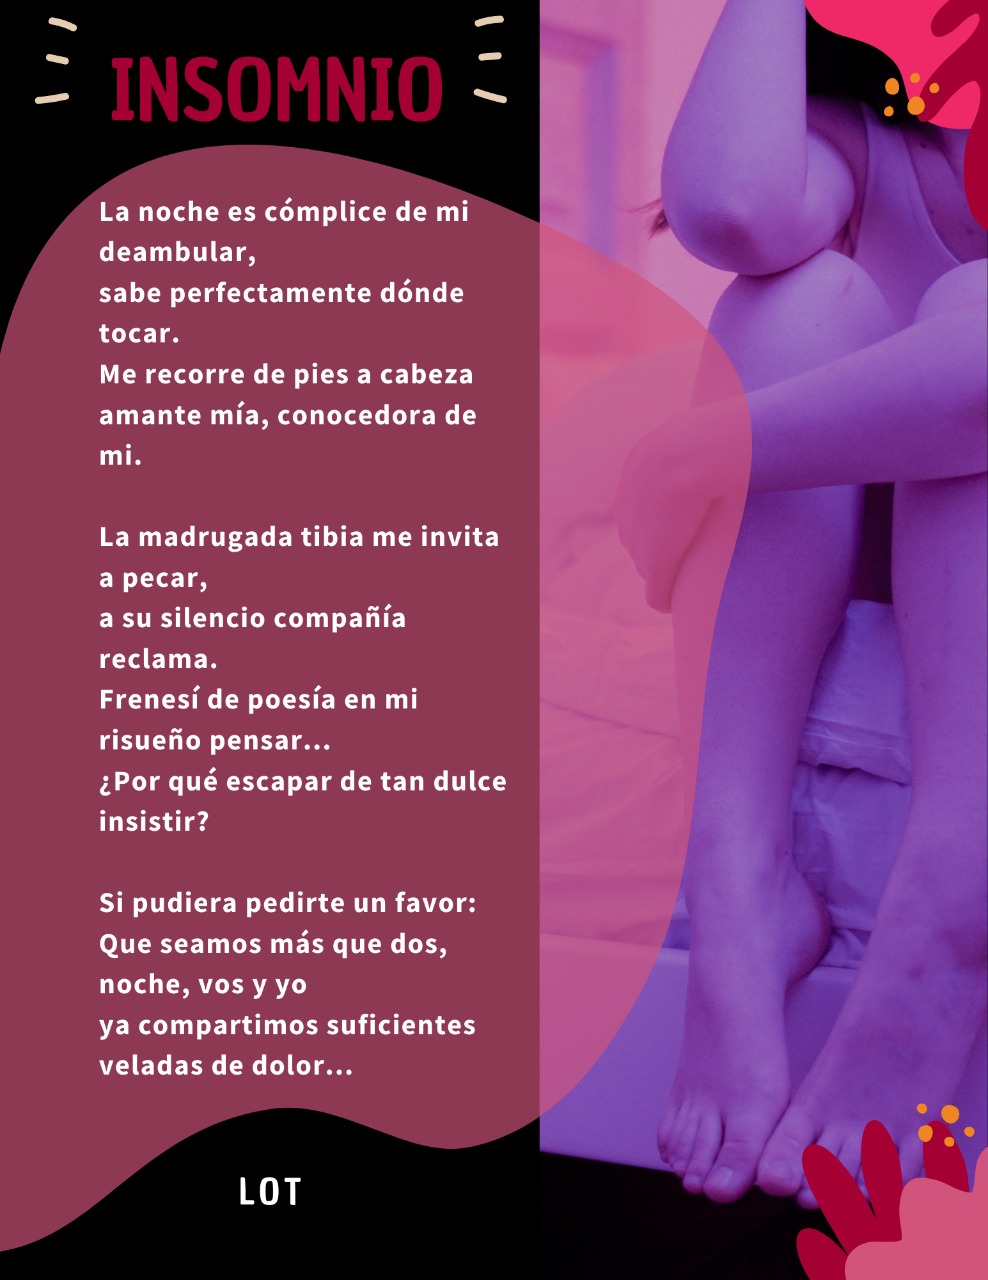 INSOMNIO
La noche es cómplice de mi
deambular,
sabe perfectamente dónde
tocar.
Me recorre de pies a cabeza
amante mía, conocedora de
mi.
La madrugada tibia me invita
a pecar,
a su silencio compañía
reclama.
Frenesí de poesía en mi
risueño pensar...
¿Por qué escapar de tan dulce
insistir?
Si pudiera pedirte un favor:
Que seamos más que dos,
noche, vos y yo
ya compartimos suficientes
veladas de dolor...
LOT